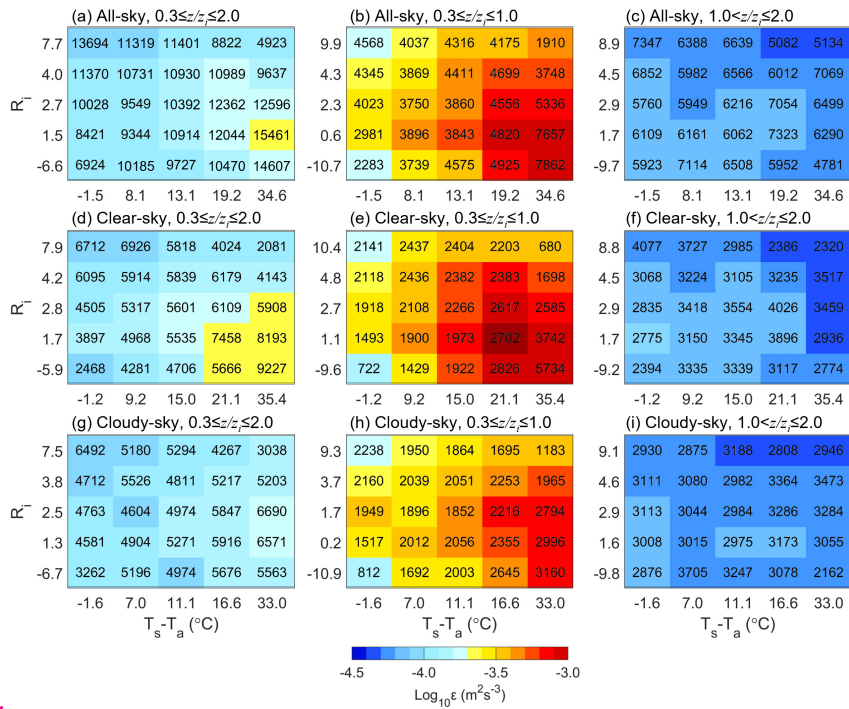 (a) All-sky, 0.3≤z/zi≤2.0
(b) All-sky, 0.3≤z/zi≤1.0
(c) All-sky, 1.0<z/zi≤2.0
7.7 13694 11319 11401 8822 4923
9.9 4568 4037 4316 4175 1910
8.9 7347 6388 6639 5082 5134
4.0 11370 10731 10930 10989 9637
4.3 4345 3869 4411 4699 3748
4.5 6852 5982 6566 6012 7069
Ri
2.7 10028 9549 10392 12362 12596
2.3 4023 3750 3860 4556 5336
2.9 5760 5949 6216 7054 6499
1.5 8421 9344 10914 12044 15461
0.6 2981 3896 3843 4820 7657
1.7 6109 6161 6062 7323 6290
-6.6 6924 10185 9727 10470 14607
-10.7 2283 3739 4575 4925 7862
-9.7 5923 7114 6508 5952 4781
-1.5 8.1 13.1 19.2 34.6
-1.5 8.1 13.1 19.2 34.6
-1.5 8.1 13.1 19.2 34.6
(d) Clear-sky, 0.3≤z/zi≤2.0
(e) Clear-sky, 0.3≤z/zi≤1.0
(f) Clear-sky, 1.0<z/zi≤2.0
7.9 6712 6926 5818 4024 2081
10.4 2141 2437 2404 2203 680
8.8 4077 3727 2985 2386 2320
4.2 6095 5914 5839 6179 4143
4.8 2118 2436 2382 2383 1698
4.5 3068 3224 3105 3235 3517
Ri
2.8 4505 5317 5601 6109 5908
2.7 1918 2108 2266 2617 2585
2.9 2835 3418 3554 4026 3459
1.7 3897 4968 5535 7458 8193
1.1 1493 1900 1973 2702 3742
1.7 2775 3150 3345 3896 2936
-5.9 2468 4281 4706 5666 9227
-9.6 722 1429 1922 2826 5734
-9.2 2394 3335 3339 3117 2774
-1.2 9.2 15.0 21.1 35.4
-1.2 9.2 15.0 21.1 35.4
-1.2 9.2 15.0 21.1 35.4
(g) Cloudy-sky, 0.3≤z/zi≤2.0
(h) Cloudy-sky, 0.3≤z/zi≤1.0
(i) Cloudy-sky, 1.0<z/zi≤2.0
7.5 6492 5180 5294 4267 3038
9.3 2238 1950 1864 1695 1183
9.1 2930 2875 3188 2808 2946
3.8 4712 5526 4811 5217 5203
3.7 2160 2039 2051 2253 1965
4.6 3111 3080 2982 3364 3473
Ri
2.5 4763 4604 4974 5847 6690
1.7 1949 1896 1852 2216 2794
2.9 3113 3044 2984 3286 3284
1.3 4581 4904 5271 5916 6571
0.2 1517 2012 2056 2355 2996
1.6 3008 3015 2975 3173 3055
-6.7 3262 5196 4974 5676 5563
-10.9 812 1692 2003 2645 3160
-9.8 2876 3705 3247 3078 2162
-1.6 7.0 11.1 16.6 33.0
-1.6 7.0 11.1 16.6 33.0
-1.6 7.0 11.1 16.6 33.0
Ts-Ta (°C)
Ts-Ta (°C)
Ts-Ta (°C)
-4.5 -4.0 -3.5 -3.0
Log10ε (m2s-3)